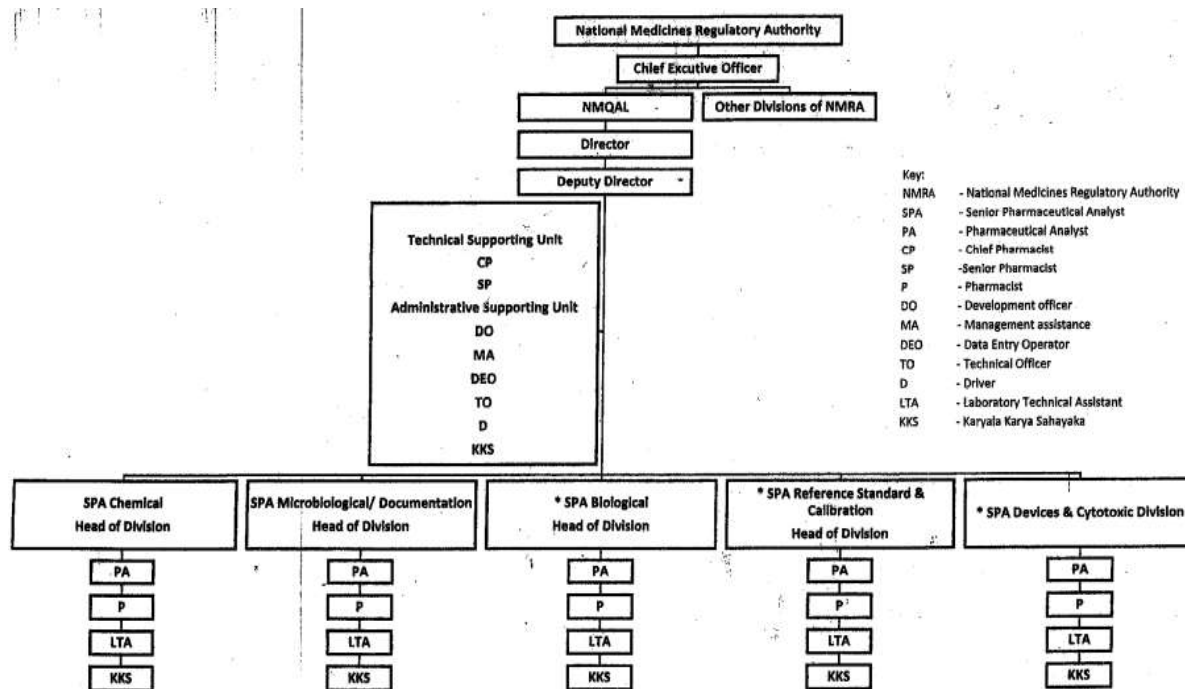 National Medicines Regulatory Authority
Chief Excutive Officer
NMQAL
Other Divisions of NMRA
Director
Deputy Director
Technical Supporting Unit
CP
SP
Administrative Supporting Unit
DO
MA
DEO
TO
D
KKS
Key:
NMRA - National Medicines Regulatory Authority
SPA - Senior Pharmaceutical Analyst
PA - Pharmaceutical Analyst
CP - Chief Pharmacist
SP -Senior Pharmacist
P - Pharmacist
DO - Development officer
MA - Management assistance
DEO - Data Entry Operator
TO - Technical Officer
D - Driver
LTA - Laboratory Technical Assistant
KKS - Karyala Karya Sahayaka
SPA Chemical
Head of Division
PA
P
LTA
KKS
SPA Microbiological/ Documentation
Head of Division
PA
P
LTA
KKS
* SPA Biological
Head of Division
PA
P
LTA
KKS
* SPA Reference Standard &
Calibration
Head of Division
PA
P
LTA
KKS
* SPA Devices & Cytotoxic Division
PA
P
LTA
KKS